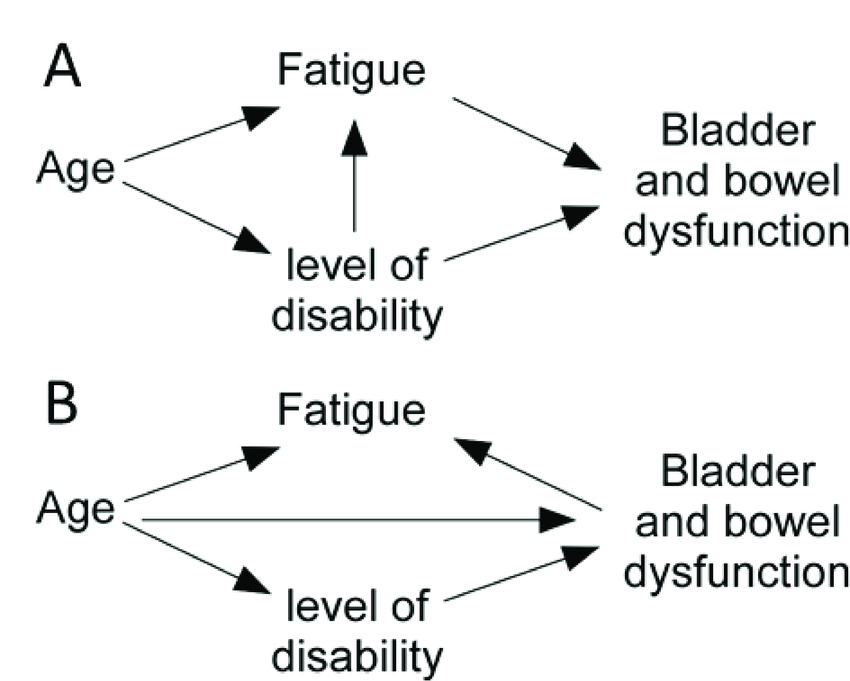 A
Fatigue
Age
Bladder
and bowel
dysfunction
level of
disability
B
Fatigue
Age
Bladder
and bowel
dysfunction
level of
disability